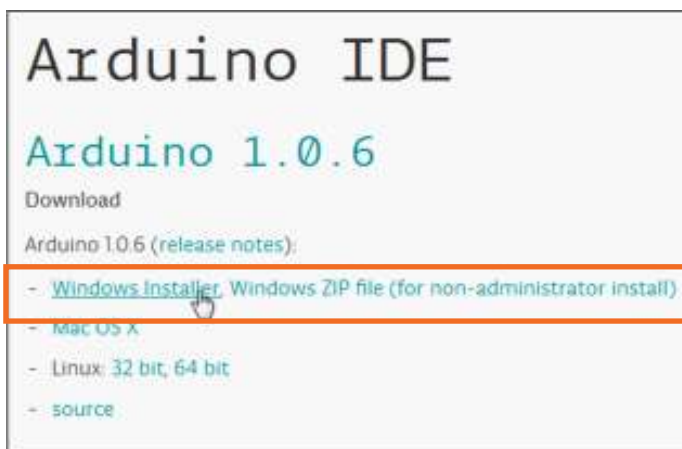 Arduino IDE
Arduino 1.0.6
Download
Arduino 1.0.6 (release notes):
- Windows Installer, Windows ZIP file (for non-administrator install)
- Mac OS X
- Linux: 32 bit, 64 bit
- source